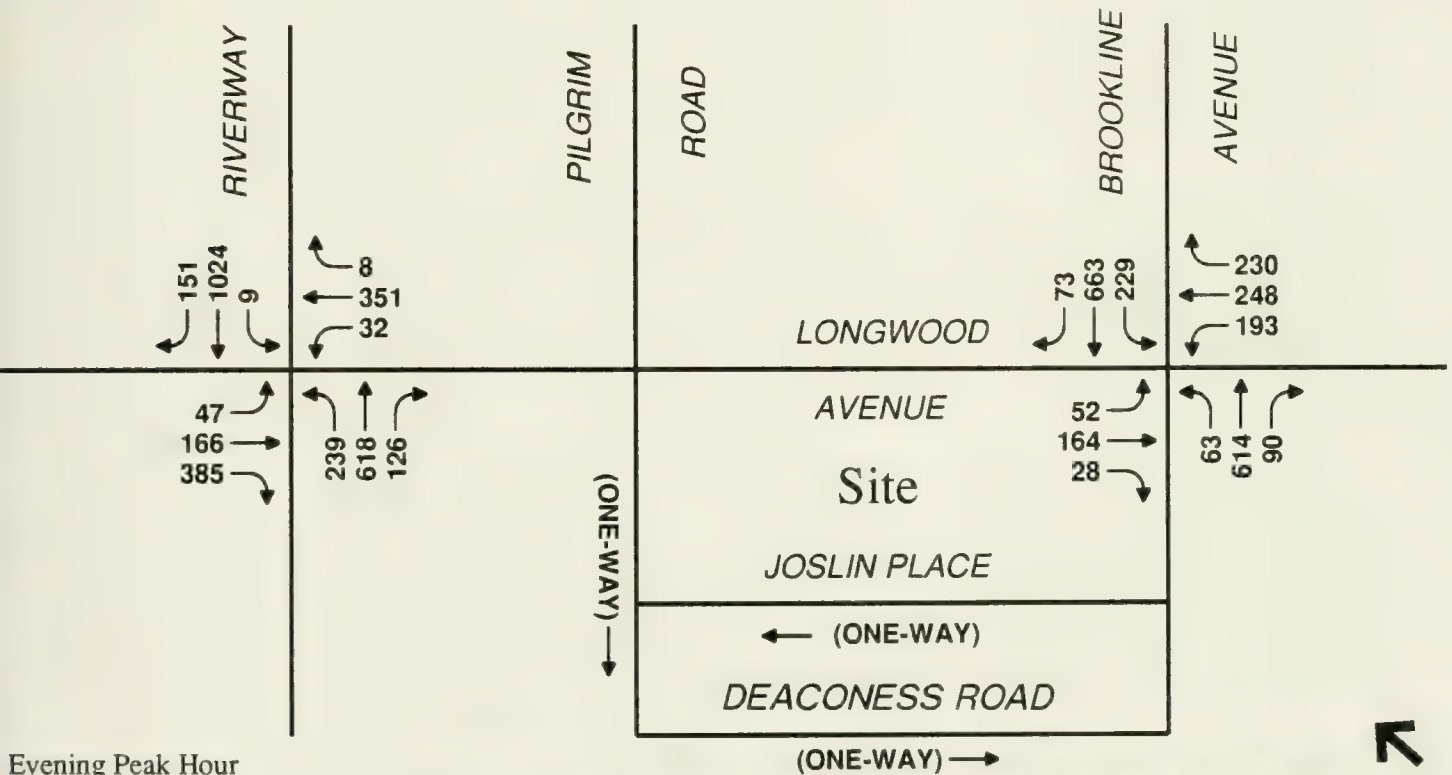 RIVERWAY
PILGRIM
ROAD
BROOKLINE
AVENUE
151
1024
9
8
351
32
73
663
229
230
248
193
LONGWOOD
AVENUE
47
166
385
239
618
126
52
164
28
63
614
90
Site
(ONE-WAY)
JOSLIN PLACE
(ONE-WAY)
DEACONESS ROAD
(ONE-WAY)
Evening Peak Hour